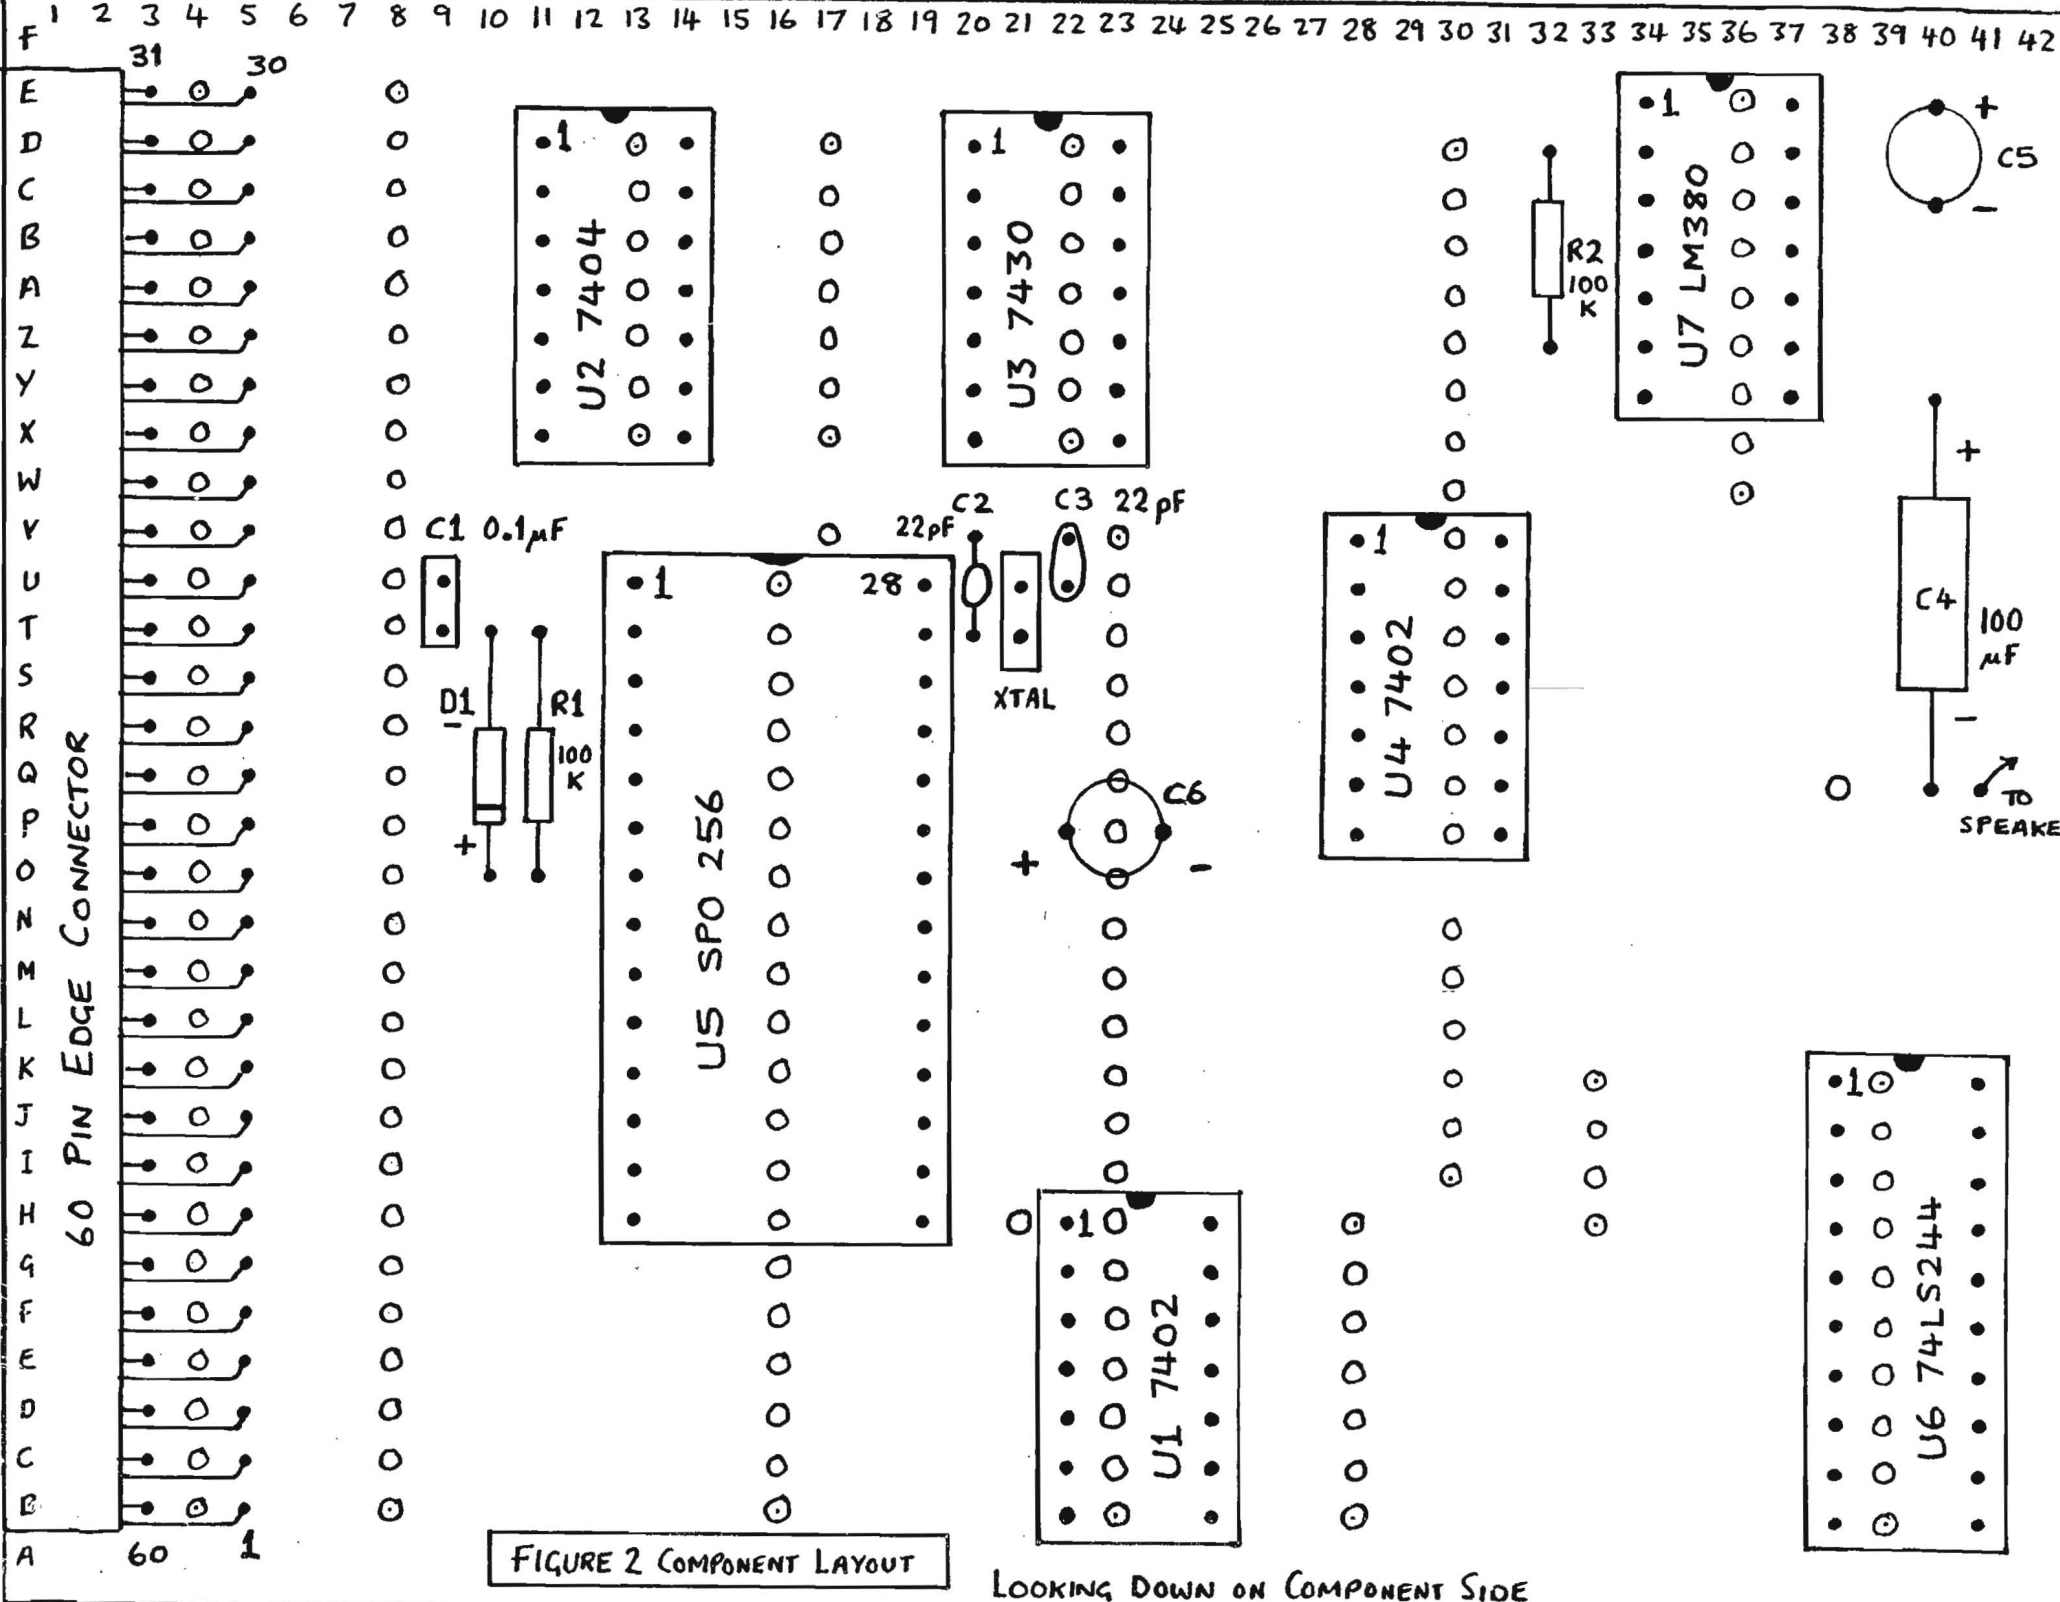 1 2 3 4 5 6 7 8 9 10 11 12 13 14 15 16 17 18 19 20 21 22 23 24 25 26 27 28 29 30 31 32 33 34 35 36 37 38 39 40 41 42
F
31
30
E
D
C
B
A
Z
Y
X
W
V
U
T
S
R
Q
P
O
N
M
L
K
J
I
H
G
F
E
D
C
B
A
60 PIN EDGE CONNECTOR
60
1
1
U2 7404
1
U3 7430
R2
100
K
1
U7 LM380
+
C5
-
C1 0.1µF
C2
22pF
C3 22pF
XTAL
D1
-
+
R1
100
K
1
28
U5 SPO 256
C6
+
-
1
U4 7402
+
C4
100
µF
-
TO
SPEAKE
1
U1 7402
1
U6 74LS244
FIGURE 2 COMPONENT LAYOUT
LOOKING DOWN ON COMPONENT SIDE